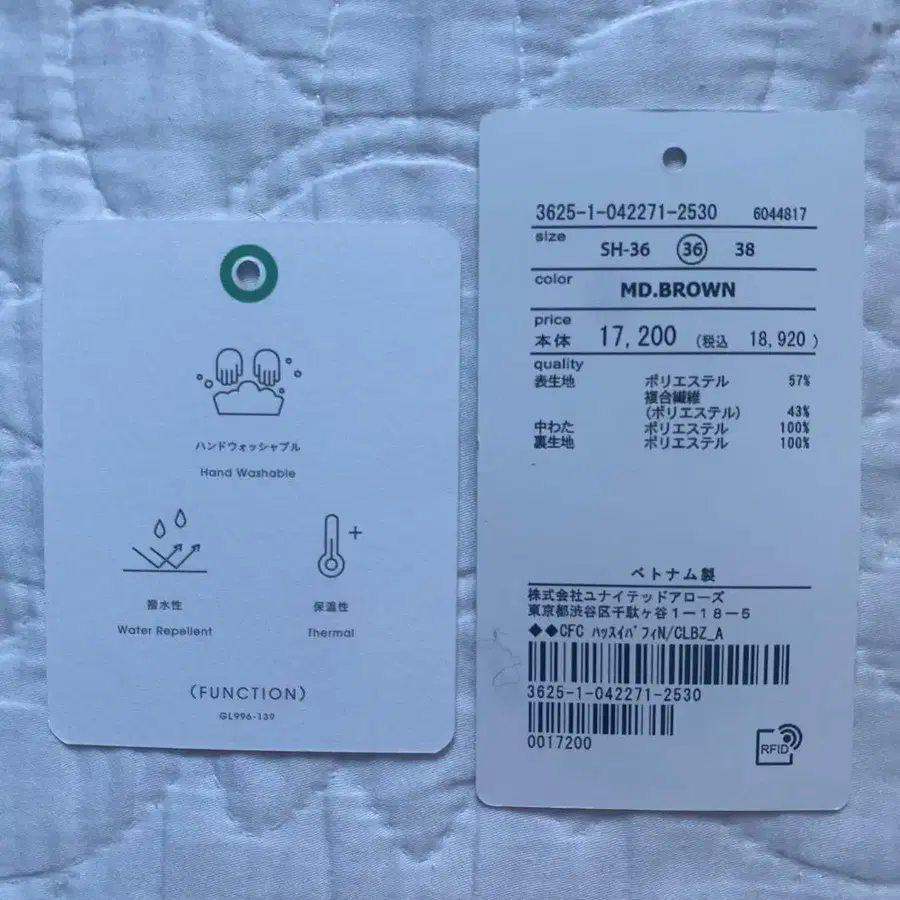 ハンドウォッシャブル
Hand Washable
撥水性
Water Repellent
保温性
Thermal
(FUNCTION)
GL996-139
3625-1-042271-2530 6044817
size
SH-36 36 38
color
MD.BROWN
price
本体 17,200 (税込 18,920 )
quality
表生地 ポリエステル 57%
複合繊維
(ポリエステル) 43%
中わた ポリエステル 100%
裏生地 ポリエステル 100%
ベトナム製
株式会社ユナイテッドアローズ
東京都渋谷区千駄ヶ谷1-18-5
◆◆CFC ﾊｯｽｲﾊﾟﾌｨN/CLBZ_A
3625-1-042271-2530
0017200
RFID